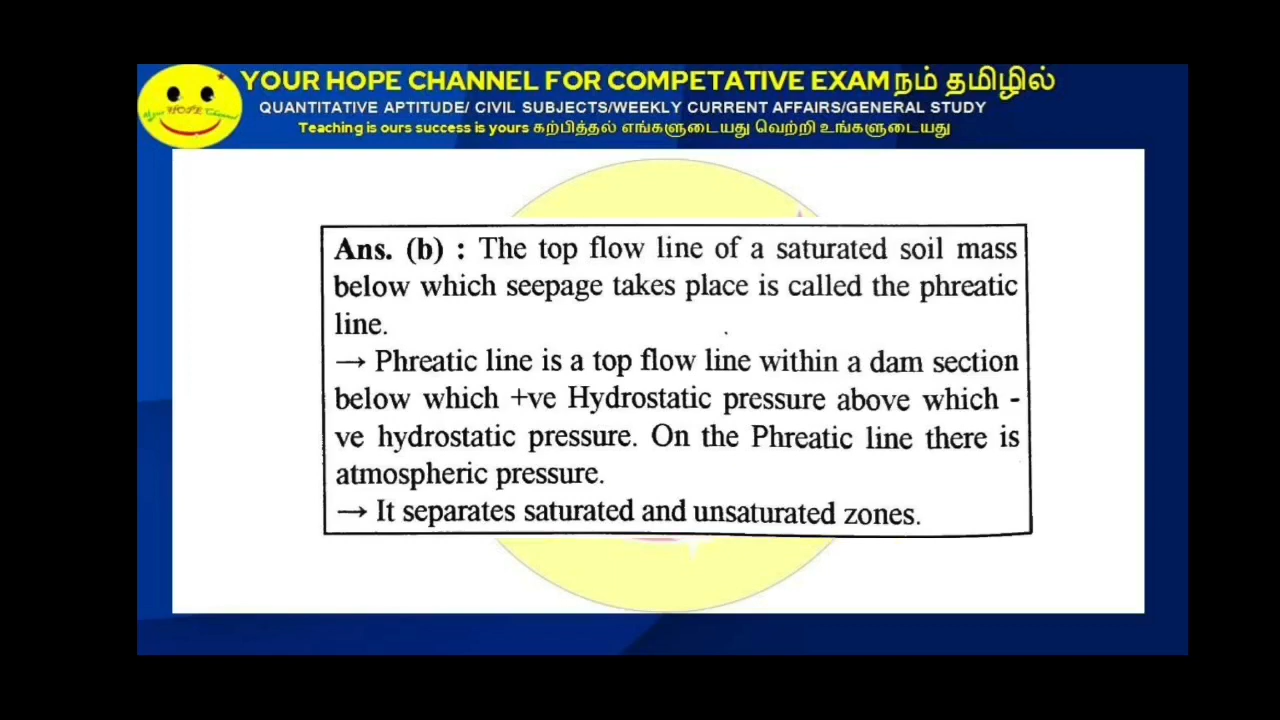 YOUR HOPE CHANNEL FOR COMPETATIVE EXAM நம் தமிழில்
QUANTITATIVE APTITUDE/ CIVIL SUBJECTS/WEEKLY CURRENT AFFAIRS/GENERAL STUDY
Teaching is ours success is yours கற்பித்தல் எங்களுடையது வெற்றி உங்களுடையது
Your HOPE Channel
Ans. (b) : The top flow line of a saturated soil mass
below which seepage takes place is called the phreatic
line.
→ Phreatic line is a top flow line within a dam section
below which +ve Hydrostatic pressure above which -
ve hydrostatic pressure. On the Phreatic line there is
atmospheric pressure.
→ It separates saturated and unsaturated zones.